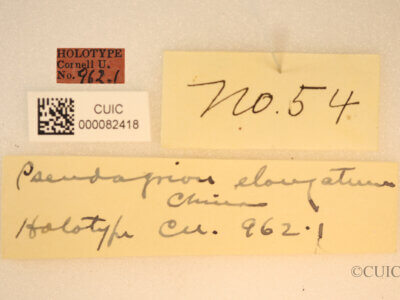 HOLOTYPE
Cornell U.
No. 962.1
CUIC
000082418
No. 54
Pseudagrion elongatum
China
Holotype Cu. 962.1
©CUIC